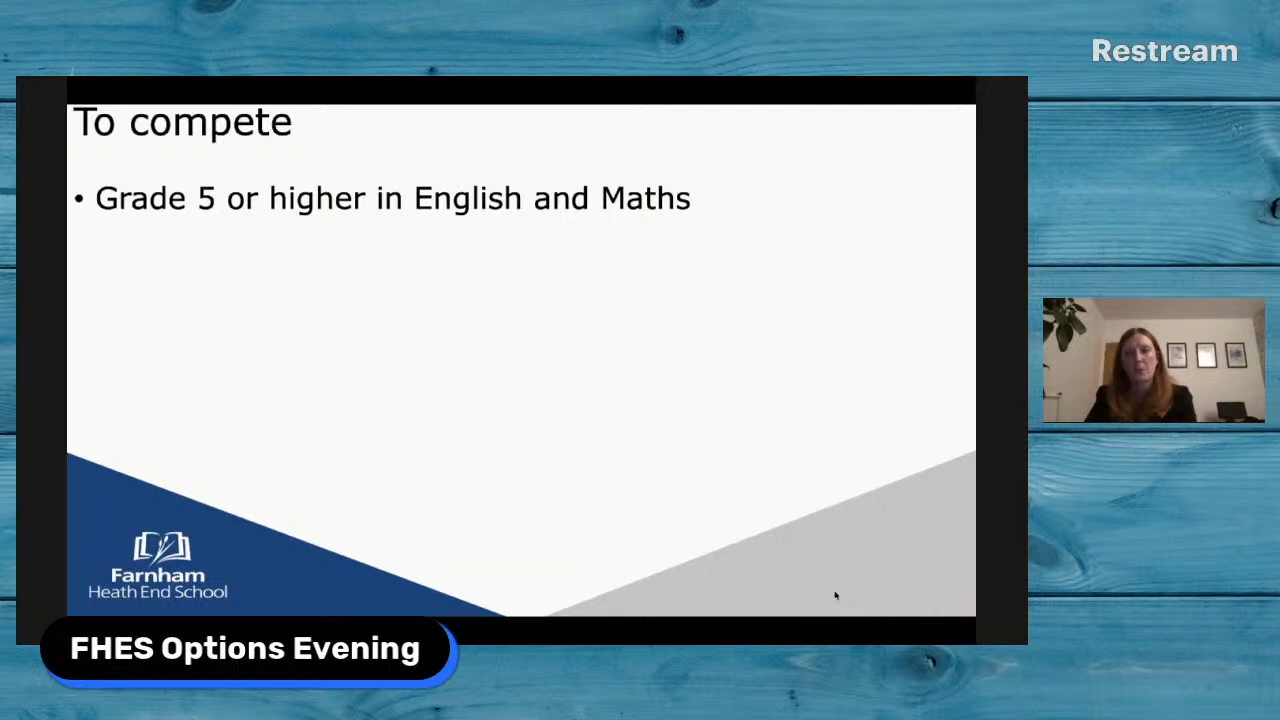 Restream
To compete
• Grade 5 or higher in English and Maths
Farnham
Heath End School
FHES Options Evening